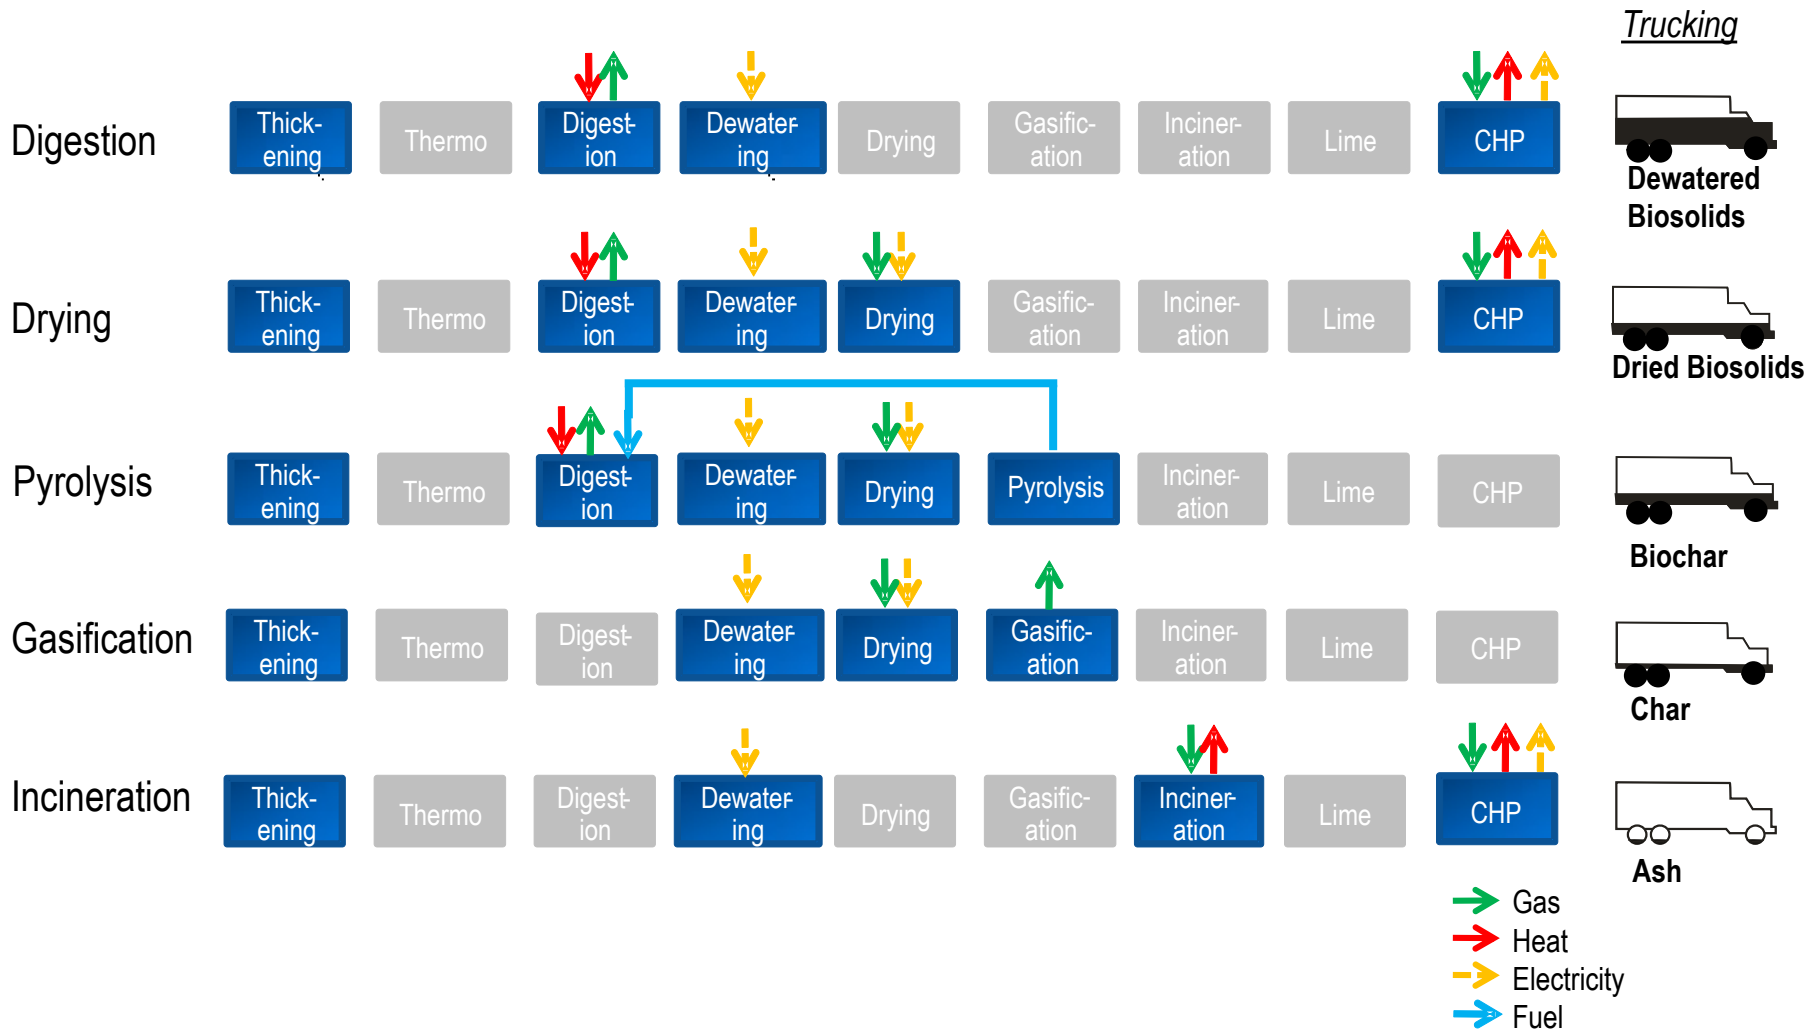 Trucking
Digestion
Thick-
ening
Thermo
Digest-
ion
Dewater-
ing
Drying
Gasific-
ation
Inciner-
ation
Lime
CHP
Dewatered
Biosolids
Drying
Thick-
ening
Thermo
Digest-
ion
Dewater-
ing
Drying
Gasific-
ation
Inciner-
ation
Lime
CHP
Dried Biosolids
Pyrolysis
Thick-
ening
Thermo
Digest-
ion
Dewater-
ing
Drying
Pyrolysis
Inciner-
ation
Lime
CHP
Biochar
Gasification
Thick-
ening
Thermo
Digest-
ion
Dewater-
ing
Drying
Gasific-
ation
Inciner-
ation
Lime
CHP
Char
Incineration
Thick-
ening
Thermo
Digest-
ion
Dewater-
ing
Drying
Gasific-
ation
Inciner-
ation
Lime
CHP
Ash
Gas
Heat
Electricity
Fuel